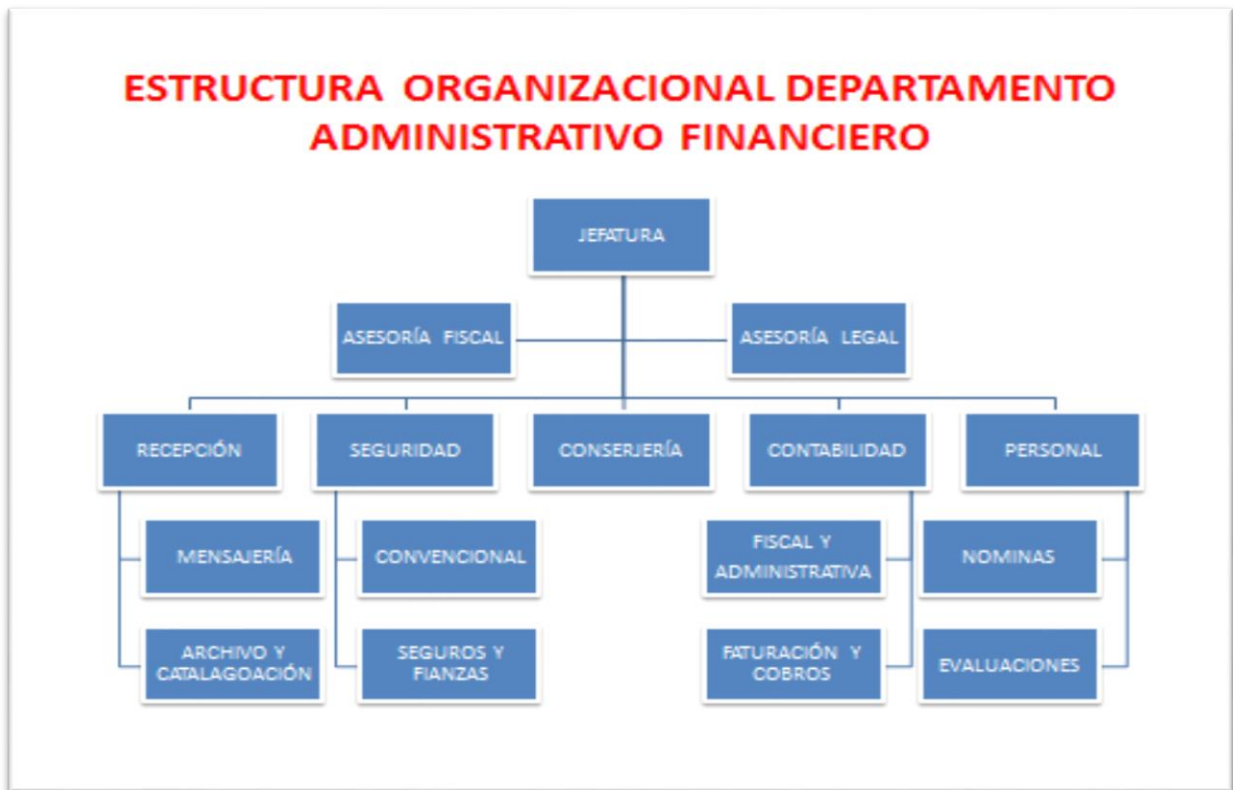 ESTRUCTURA ORGANIZACIONAL DEPARTAMENTO
ADMINISTRATIVO FINANCIERO
JEFATURA
ASESORÍA FISCAL
ASESORÍA LEGAL
RECEPCIÓN
SEGURIDAD
CONSERJERÍA
CONTABILIDAD
PERSONAL
MENSAJERÍA
CONVENCIONAL
FISCAL Y
ADMINISTRATIVA
NOMINAS
ARCHIVO Y
CATALAGOACIÓN
SEGUROS Y
FIANZAS
FATURACIÓN Y
COBROS
EVALUACIONES